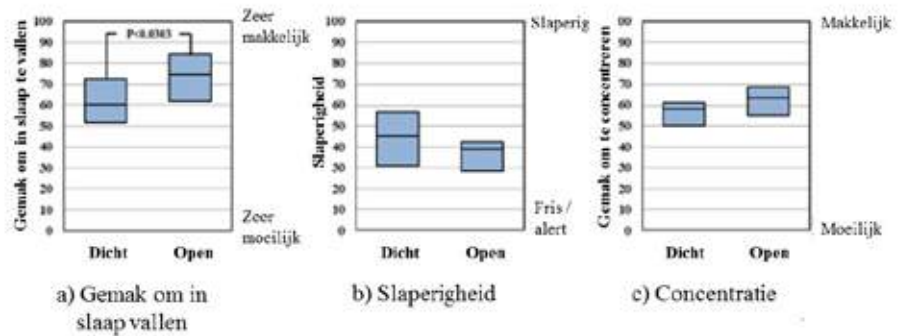 Gemak om in slaap te vallen
100
90
80
70
60
50
40
30
20
10
0
P<0.0303
Dicht
Open
Zeer
makkelijk
Zeer
moeilijk
a) Gemak om in
slaap vallen
Slaperigheid
100
90
80
70
60
50
40
30
20
10
0
Dicht
Open
Slaperig
Fris /
alert
b) Slaperigheid
Gemak om te concentreren
100
90
80
70
60
50
40
30
20
10
0
Dicht
Open
Makkelijk
Moeilijk
c) Concentratie